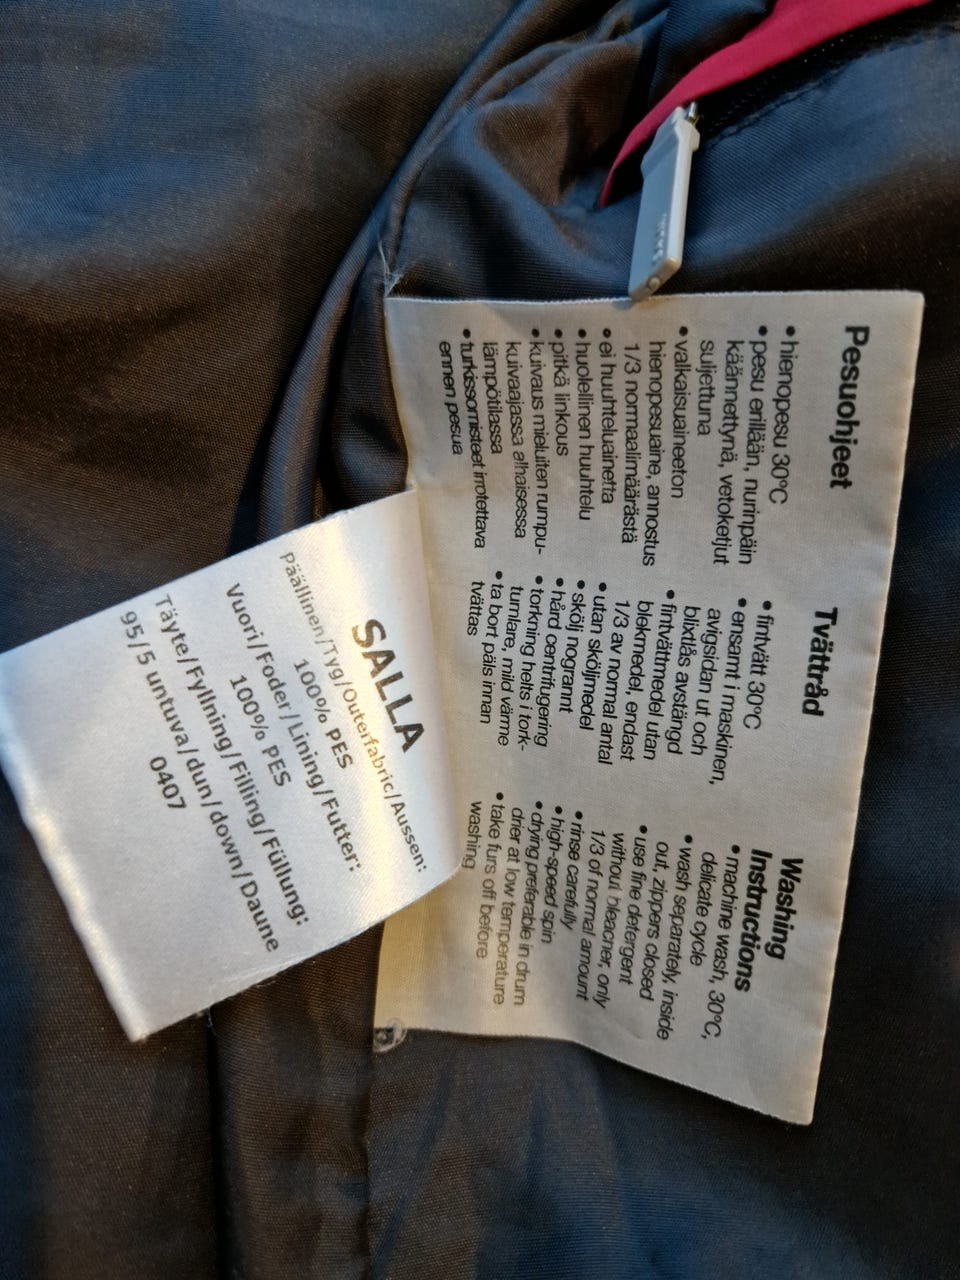 Pesuohjeet
• hienopesu 30°C
• pesu erillään, nurinpäin
käännettynä, vetoketjut
suljettuna
• valkaisuaineeton
hienopesuaine, annostus
1/3 normaalimäärästä
• ei huuhteluainetta
• huolellinen huuhtelu
• pitkä linkous
• kuivaus mieluiten rumpu-
kuivaajassa alhaisessa
lämpötilassa
• turkissomisteet irrotettava
ennen pesua
Tvättråd
• fintvätt 30°C
• ensamt i maskinen,
avigsidan ut och
blixtlås avstängd
• fintvättmedel utan
blekmedel, endast
1/3 av normal antal
• utan sköljmedel
• skölj nogrannt
• hård centrifugering
• torkning helts i tork-
tumlare, mild värme
• ta bort päls innan
tvättas
Washing
Instructions
• machine wash, 30°C,
delicate cycle
• wash separately, inside
out, zippers closed
• use fine detergent
without bleacner, only
1/3 of normal amount
• rinse carefully
• high-speed spin
• drying preferable in drum
drier at low temperature
• take furs off before
washing
SALLA
Päällinen/Tyg/Outerfabric/Aussen:
100% PES
Vuori/Foder/Lining/Futter:
100% PES
Täyte/Fyllning/Filling/Füllung:
95/5 untuva/dun/down/Daune
0407